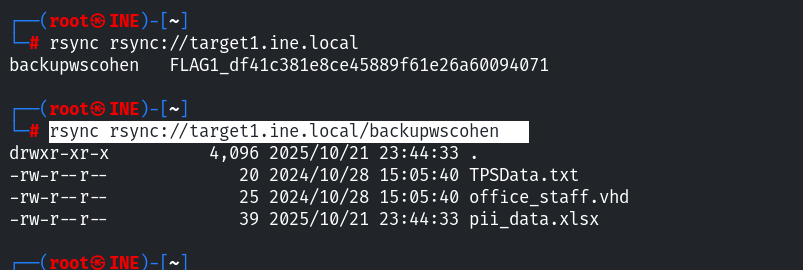 ┌──(root㉿INE)-[~]
└─# rsync rsync://target1.ine.local
backupwscohen   FLAG1_df41c381e8ce45889f61e26a60094071
┌──(root㉿INE)-[~]
└─# rsync rsync://target1.ine.local/backupwscohen
drwxr-xr-x          4,096 2025/10/21 23:44:33 .
-rw-r--r--             20 2024/10/28 15:05:40 TPSData.txt
-rw-r--r--             25 2024/10/28 15:05:40 office_staff.vhd
-rw-r--r--             39 2025/10/21 23:44:33 pii_data.xlsx
┌──(root㉿INE)-[~]